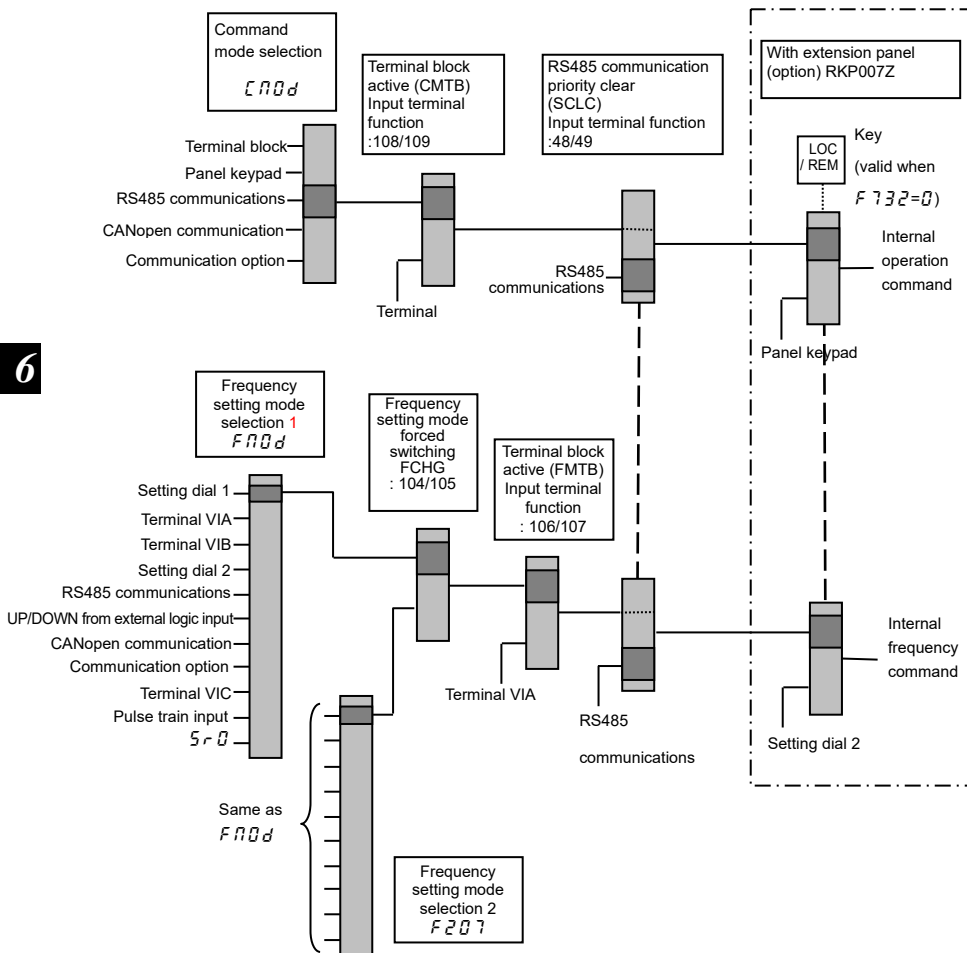 Command
mode selection
CMOd
Terminal block
active (CMTB)
Input terminal
function
:108/109
RS485 communication
priority clear
(SCLC)
Input terminal function
:48/49
With extension panel
(option) RKP007Z
LOC
/ REM
Key
(valid when
F732=0)
Terminal block
Panel keypad
RS485 communications
CANopen communication
Communication option
Terminal
RS485
communications
Internal
operation
command
Panel keypad
6
Frequency
setting mode
selection 1
FMOd
Frequency
setting mode
forced
switching
FCHG
: 104/105
Terminal block
active (FMTB)
Input terminal
function
: 106/107
Setting dial 1
Terminal VIA
Terminal VIB
Setting dial 2
RS485 communications
UP/DOWN from external logic input
CANopen communication
Communication option
Terminal VIC
Pulse train input
Sr0
Terminal VIA
RS485
communications
Internal
frequency
command
Setting dial 2
Same as
FMOd
Frequency
setting mode
selection 2
F207